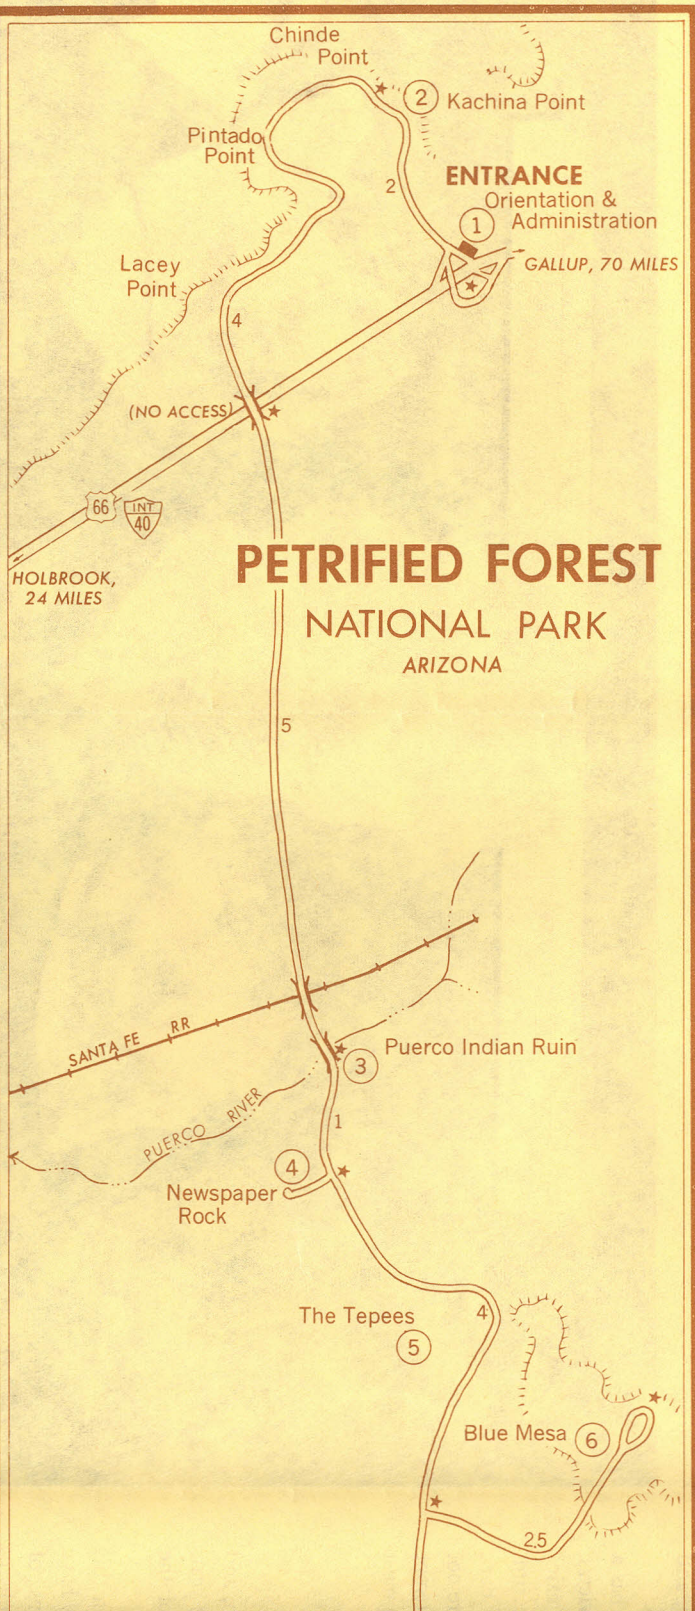 Chinde
Point
2
Kachina Point
Pintado
Point
ENTRANCE
2
Orientation &
1
Administration
Lacey
Point
GALLUP, 70 MILES
4
(NO ACCESS)
66
INT
40
PETRIFIED FOREST
HOLBROOK,
24 MILES
NATIONAL PARK
ARIZONA
5
SANTA FE RR
Puerco Indian Ruin
3
PUERCO RIVER
1
4
Newspaper
Rock
The Tepees
4
5
Blue Mesa
6
2.5